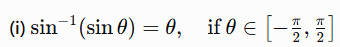 (i) sin⁻¹(sin θ) = θ, if θ ∈ [−π/2, π/2]